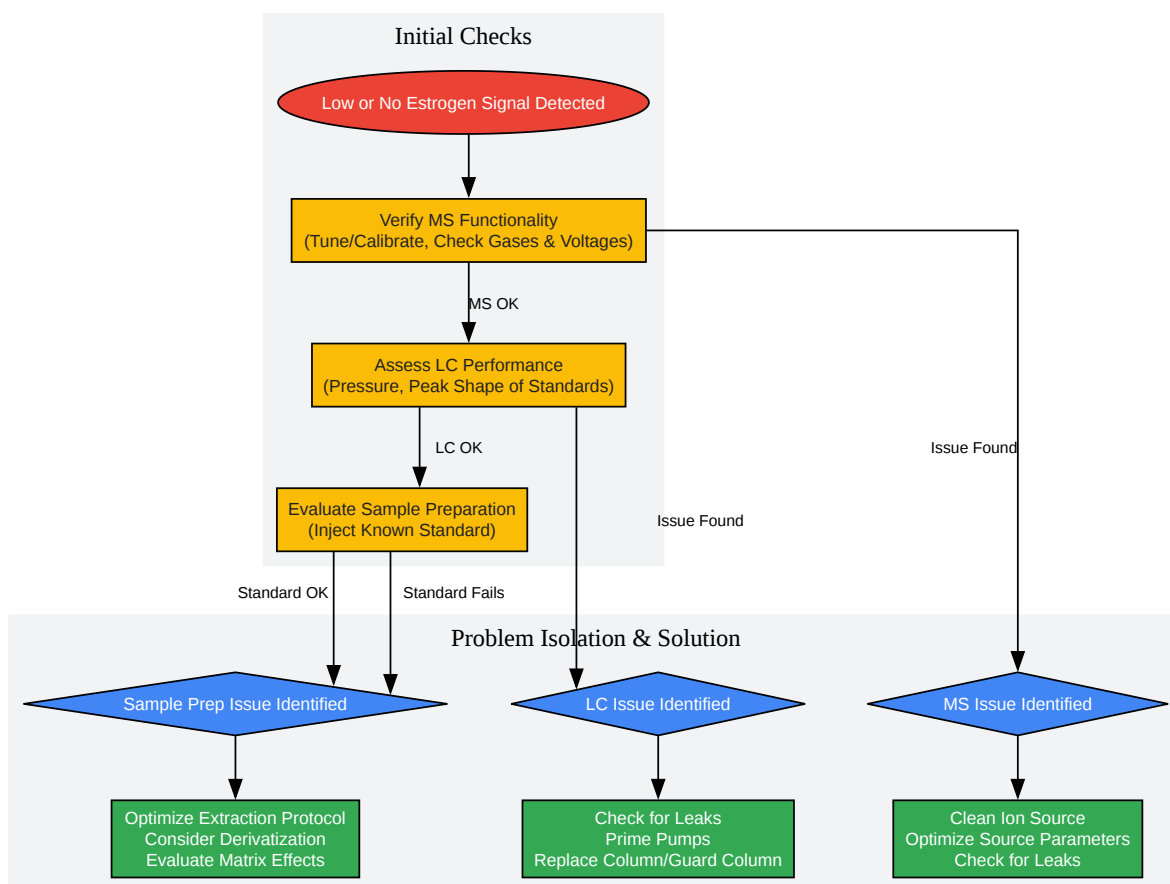 Initial Checks
Low or No Estrogen Signal Detected
Verify MS Functionality
(Tune/Calibrate, Check Gases & Voltages)
MS OK
Assess LC Performance
(Pressure, Peak Shape of Standards)
LC OK
Issue Found
Evaluate Sample Preparation
(Inject Known Standard)
Issue Found
Standard OK
Standard Fails
Problem Isolation & Solution
Sample Prep Issue Identified
LC Issue Identified
MS Issue Identified
Optimize Extraction Protocol
Consider Derivatization
Evaluate Matrix Effects
Check for Leaks
Prime Pumps
Replace Column/Guard Column
Clean Ion Source
Optimize Source Parameters
Check for Leaks